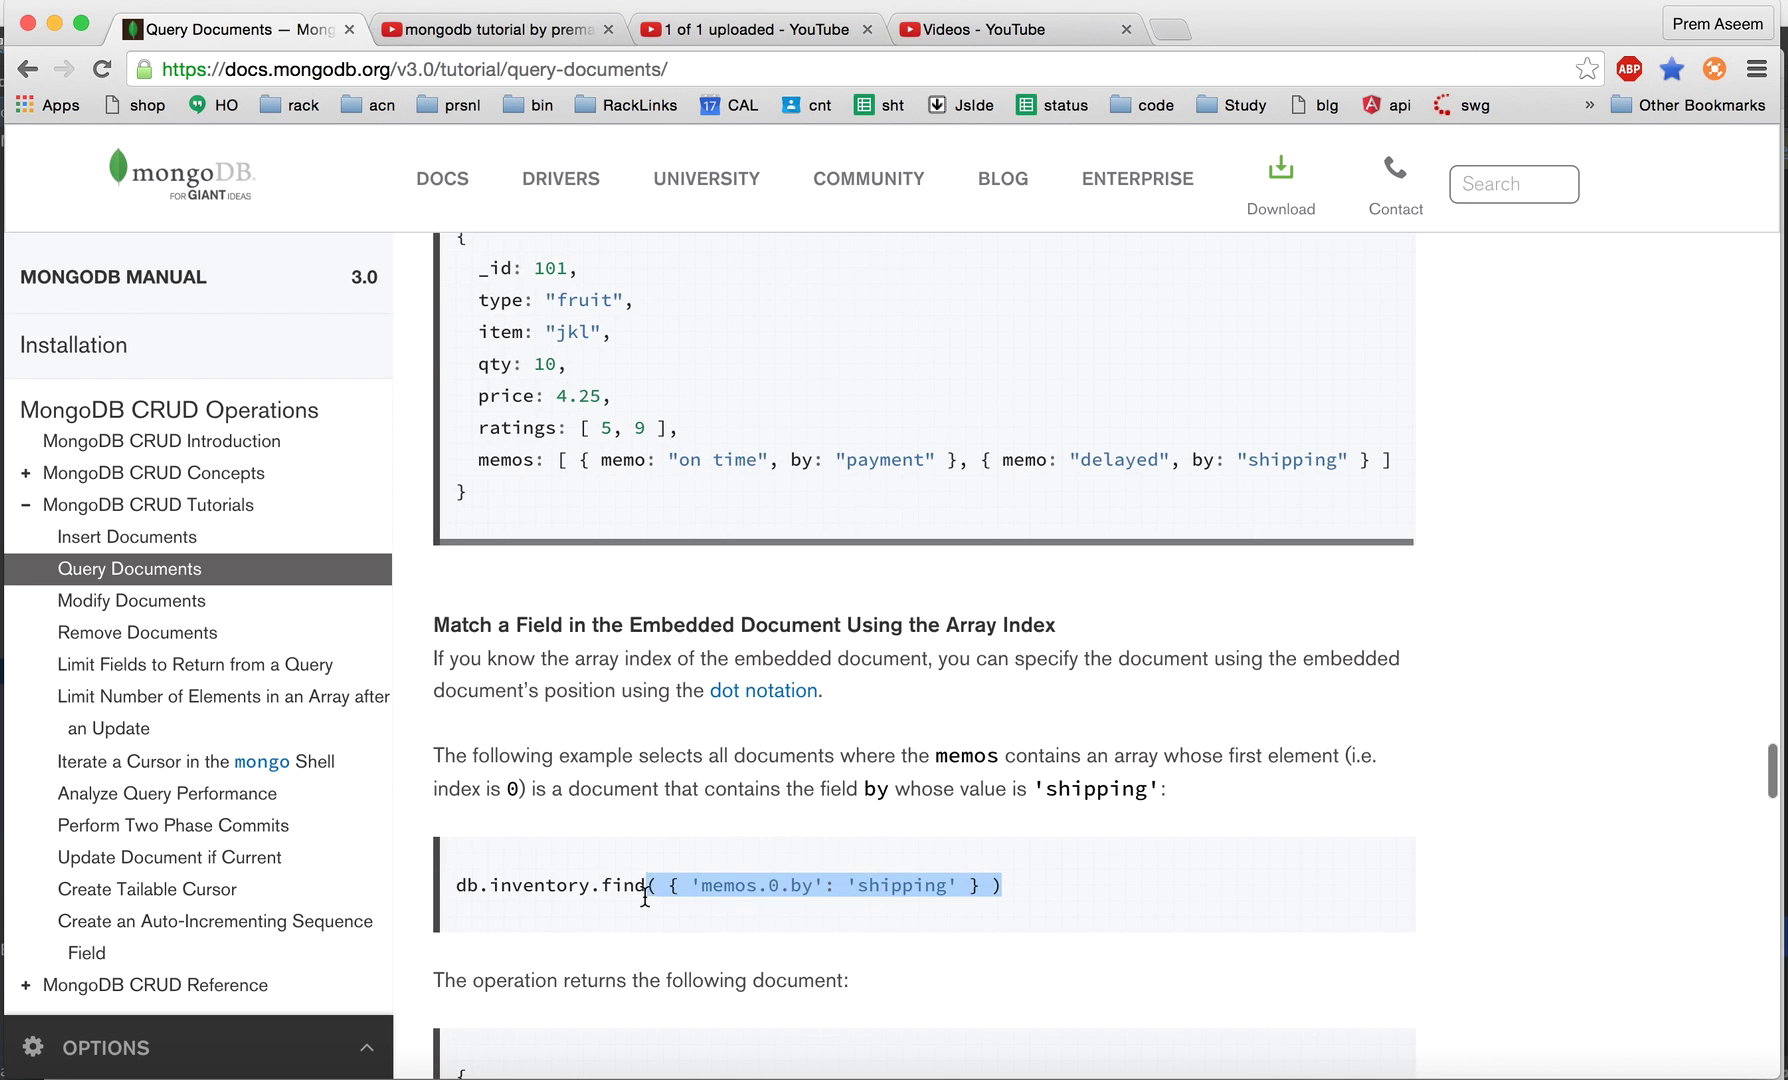 Query Documents — Mong
mongodb tutorial by prema
1 of 1 uploaded - YouTube
Videos - YouTube
Prem Aseem
https://docs.mongodb.org/v3.0/tutorial/query-documents/
ABP
Apps
shop
HO
rack
acn
prsnl
bin
RackLinks
17
CAL
cnt
sht
JsIde
status
code
Study
blg
api
swg
»
Other Bookmarks
mongoDB.
FOR GIANT IDEAS
DOCS
DRIVERS
UNIVERSITY
COMMUNITY
BLOG
ENTERPRISE
Download
Contact
Search
MONGODB MANUAL 3.0
Installation
MongoDB CRUD Operations
MongoDB CRUD Introduction
+ MongoDB CRUD Concepts
– MongoDB CRUD Tutorials
Insert Documents
Query Documents
Modify Documents
Remove Documents
Limit Fields to Return from a Query
Limit Number of Elements in an Array after
an Update
Iterate a Cursor in the mongo Shell
Analyze Query Performance
Perform Two Phase Commits
Update Document if Current
Create Tailable Cursor
Create an Auto-Incrementing Sequence
Field
+ MongoDB CRUD Reference
OPTIONS
{
_id: 101,
type: "fruit",
item: "jkl",
qty: 10,
price: 4.25,
ratings: [ 5, 9 ],
memos: [ { memo: "on time", by: "payment" }, { memo: "delayed", by: "shipping" } ]
}
Match a Field in the Embedded Document Using the Array Index
If you know the array index of the embedded document, you can specify the document using the embedded
document's position using the dot notation.
The following example selects all documents where the memos contains an array whose first element (i.e.
index is 0) is a document that contains the field by whose value is 'shipping':
db.inventory.find( { 'memos.0.by': 'shipping' } )
The operation returns the following document:
{